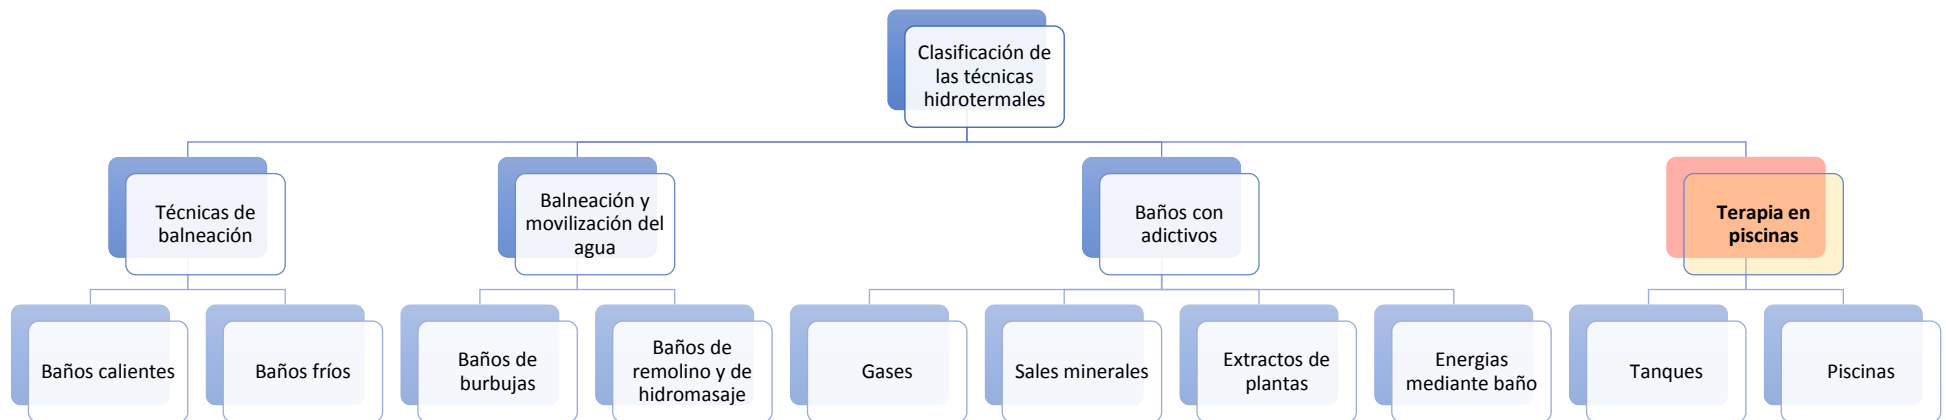 Clasificación de
las técnicas
hidrotermales
Técnicas de
balneación
Balneación y
movilización del
agua
Baños con
adictivos
Terapia en
piscinas
Baños calientes
Baños fríos
Baños de
burbujas
Baños de
remolino y de
hidromasaje
Gases
Sales minerales
Extractos de
plantas
Energias
mediante baño
Tanques
Piscinas